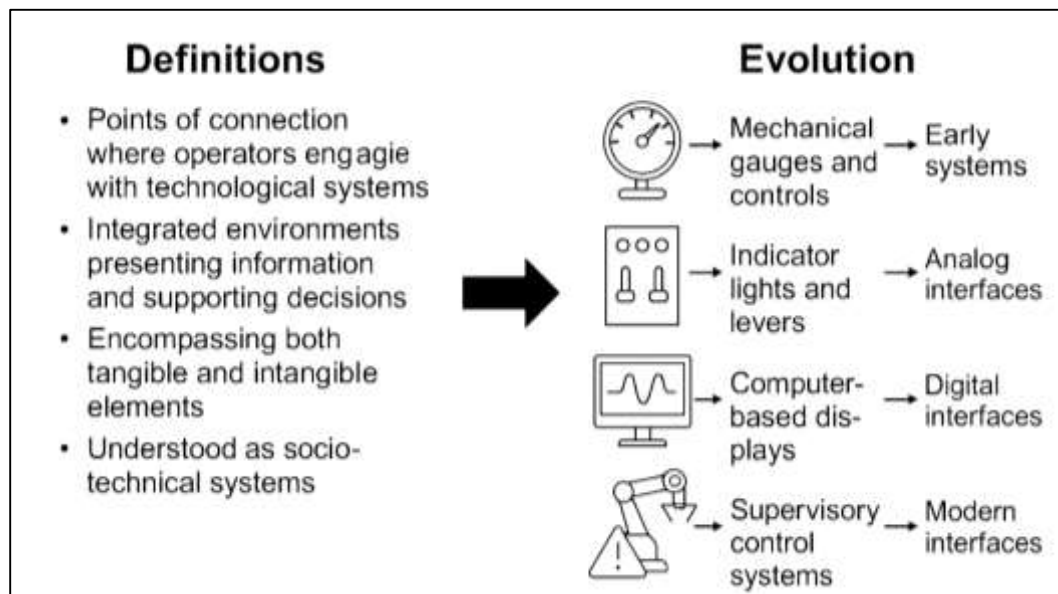 Definitions
• Points of connection
where operators engagie
with technological systems
• Integrated environments
presenting information
and supporting decisions
• Encompassing both
tangible and intangible
elements
• Understood as socio-
technical systems
Evolution
Mechanical
gauges and
controls
Early
systems
Indicator
lights and
levers
Analog
interfaces
Computer-
based dis-
plays
Digital
interfaces
Supervisory
control
systems
Modern
interfaces